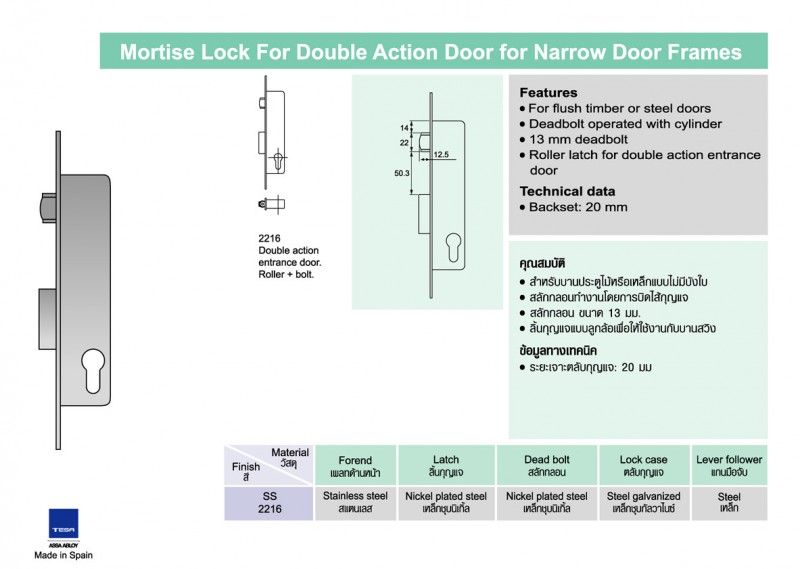 Mortise Lock For Double Action Door for Narrow Door Frames
2216
Double action
entrance door.
Roller + bolt.
14
22
12.5
50.3
Features
• For flush timber or steel doors
• Deadbolt operated with cylinder
• 13 mm deadbolt
• Roller latch for double action entrance
door
Technical data
• Backset: 20 mm
คุณสมบัติ
• สำหรับบานประตูไม้หรือเหล็กแบบไม่มีบังใบ
• สลักกลอนทำงานโดยการบิดไส้กุญแจ
• สลักกลอน ขนาด 13 มม.
• ลิ้นกุญแจแบบลูกล้อเพื่อให้ใช้งานกับบานสวิง
ข้อมูลทางเทคนิค
• ระยะเจาะตลับกุญแจ: 20 มม
Material
วัสดุ
Finish
สี
Forend
เพลทด้านหน้า
Latch
ลิ้นกุญแจ
Dead bolt
สลักกลอน
Lock case
ตลับกุญแจ
Lever follower
แกนมือจับ
SS
2216
Stainless steel
สแตนเลส
Nickel plated steel
เหล็กชุบนิเกิ้ล
Nickel plated steel
เหล็กชุบนิเกิ้ล
Steel galvanized
เหล็กชุบกัลวาไนซ์
Steel
เหล็ก
TESA
ASSA ABLOY
Made in Spain